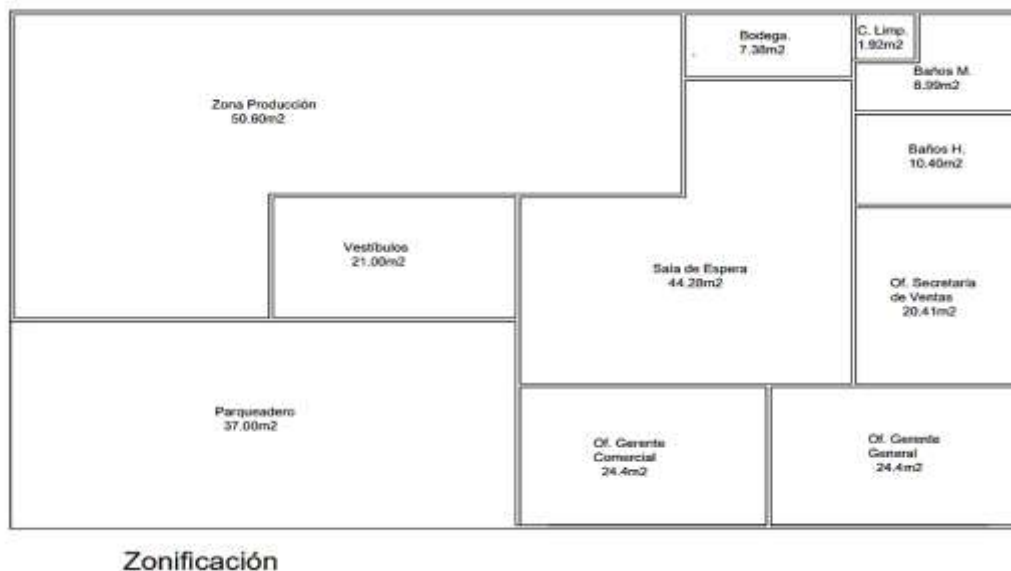 Bodega.
7.38m2
C. Limp.
1.92m2
Baños M.
8.99m2
Zona Producción
50.60m2
Baños H.
10.40m2
Vestíbulos
21.00m2
Sala de Espera
44.28m2
Of. Secretaría
de Ventas
20.41m2
Parqueadero
37.00m2
Of. Gerente
Comercial
24.4m2
Of. Gerente
General
24.4m2
Zonificación